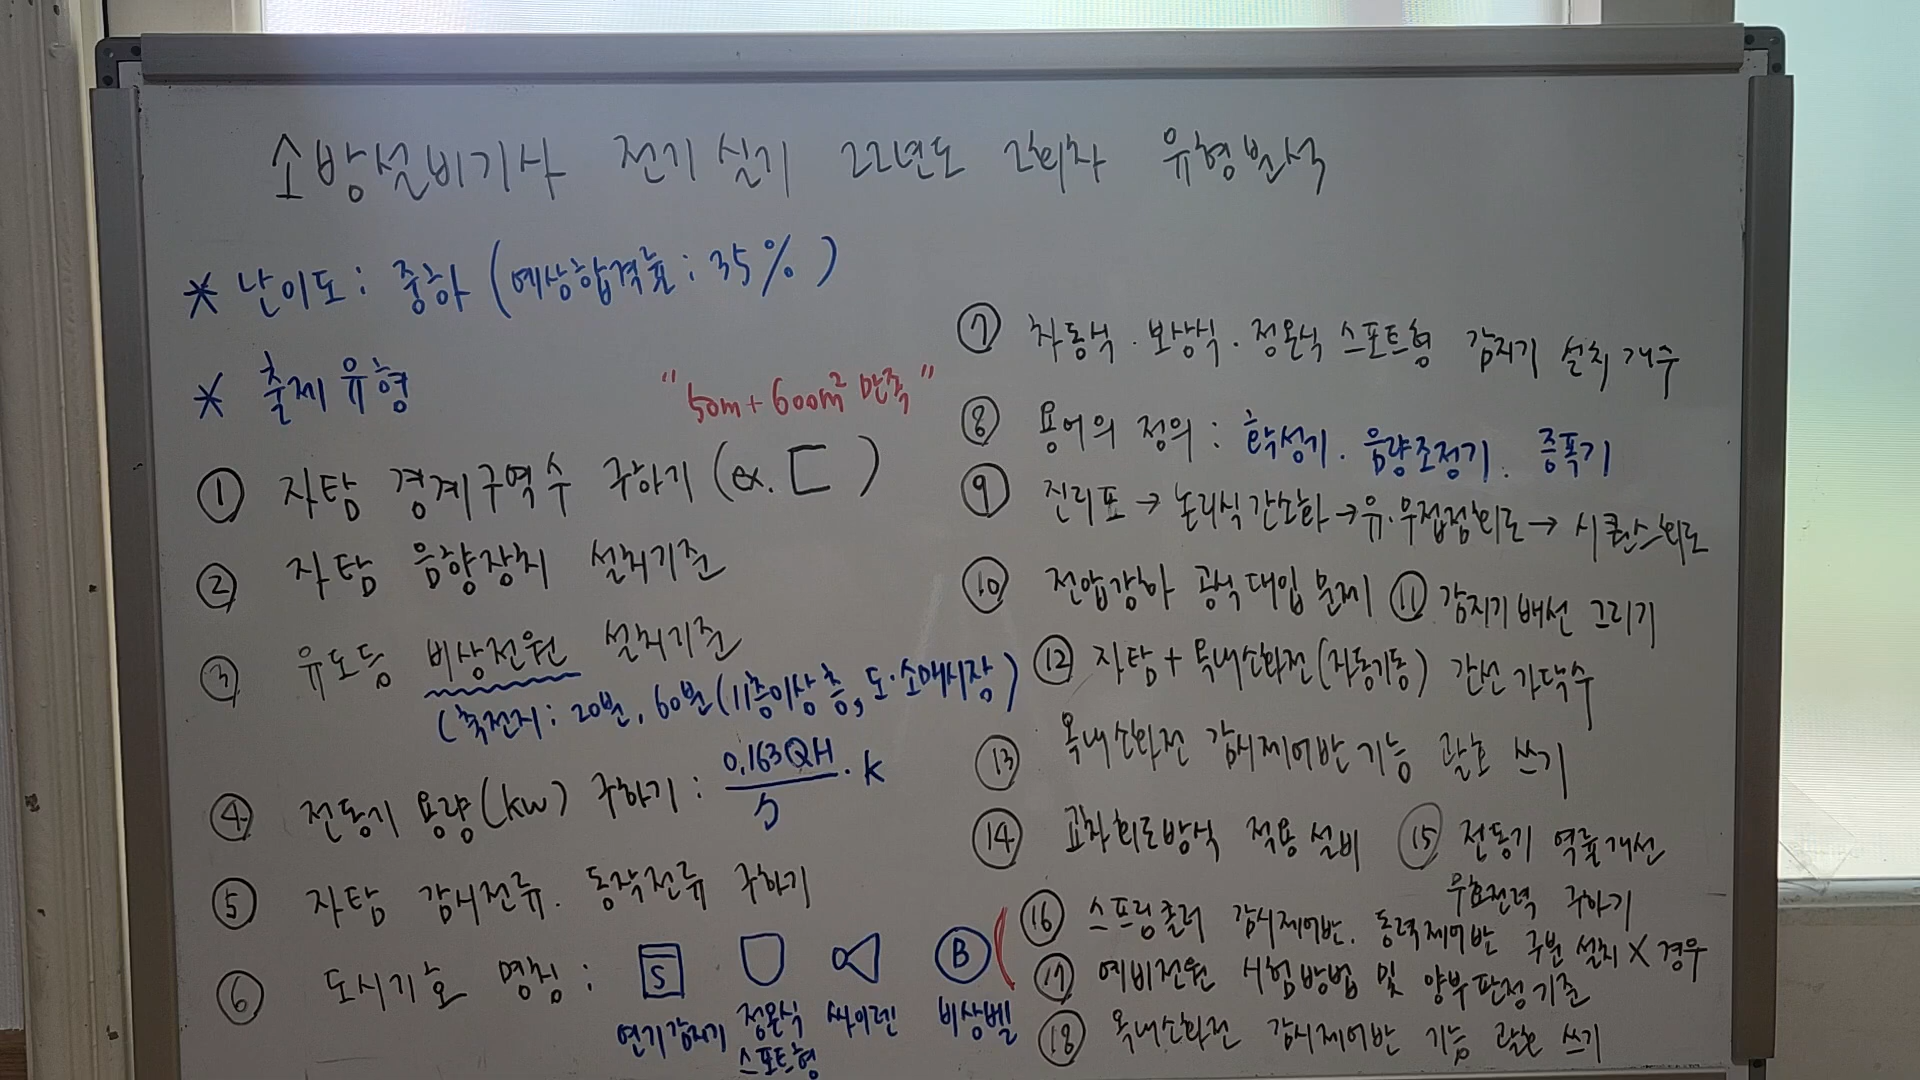 소방설비기사 전기실기 22년도 2회차 유형분석
* 난이도 : 중하 (예상합격률 : 35%)
* 출제유형
"50m + 600m² 만족"
① 자탐 경계구역수 구하기 (ex. ㄷ)
② 자탐 음향장치 설치기준
③ 유도등 비상전원 설치기준
(축전지 : 20분, 60분 (11층이상 층, 도·소매시장)
④ 전동기 용량(kW) 구하기 : 0.163QH/η · k
⑤ 자탐 감시전류. 동작전류 구하기
⑥ 도시기호 명칭 : S B
연기감지기 정온식 스포트형 싸이렌 비상벨
⑦ 차동식. 보상식. 정온식 스포트형 감지기 설치개수
⑧ 용어의 정의 : 확성기. 음량조정기. 증폭기
⑨ 진리표 → 논리식간소화 → 유.무접점회로 → 시퀀스회로
⑩ 전압강하 공식대입 문제 ⑪ 감지기배선 그리기
⑫ 자탐 + 옥내소화전(자동기동) 간선 가닥수
⑬ 옥내소화전 감시제어반 기능 괄호 쓰기
⑭ 교차회로방식 적용설비 ⑮ 전동기 역률개선
무효전력 구하기
⑯ 스프링클러 감시제어반. 동력제어반 구분 설치 X 경우
⑰ 예비전원 시험방법 및 양부판정기준
⑱ 옥내소화전 감시제어반 기능 괄호 쓰기